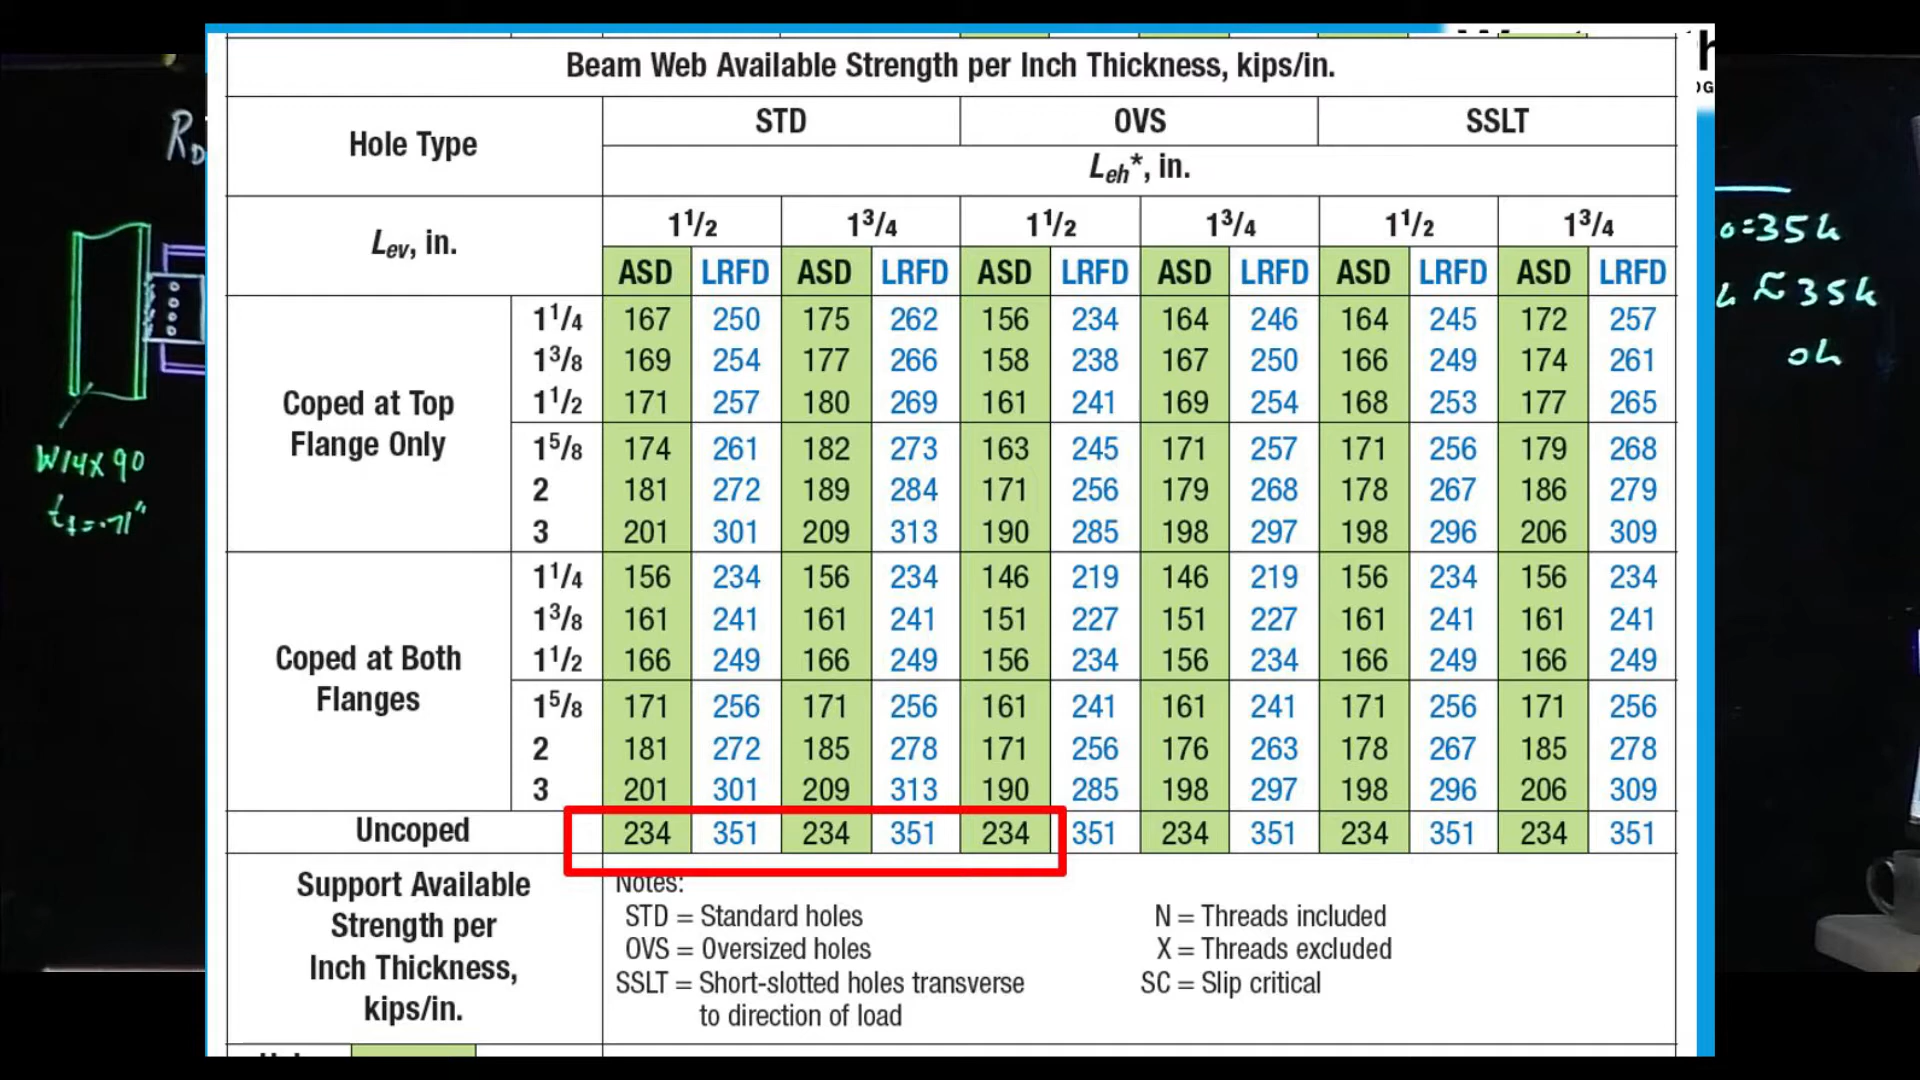 Beam Web Available Strength per Inch Thickness, kips/in.
Hole Type STD OVS SSLT
Leh*, in.
Lev, in. 1 1/2 1 3/4 1 1/2 1 3/4 1 1/2 1 3/4
ASD LRFD ASD LRFD ASD LRFD ASD LRFD ASD LRFD ASD LRFD
Coped at Top Flange Only
1 1/4 167 250 175 262 156 234 164 246 164 245 172 257
1 3/8 169 254 177 266 158 238 167 250 166 249 174 261
1 1/2 171 257 180 269 161 241 169 254 168 253 177 265
1 5/8 174 261 182 273 163 245 171 257 171 256 179 268
2 181 272 189 284 171 256 179 268 178 267 186 279
3 201 301 209 313 190 285 198 297 198 296 206 309
Coped at Both Flanges
1 1/4 156 234 156 234 146 219 146 219 156 234 156 234
1 3/8 161 241 161 241 151 227 151 227 161 241 161 241
1 1/2 166 249 166 249 156 234 156 234 166 249 166 249
1 5/8 171 256 171 256 161 241 161 241 171 256 171 256
2 181 272 185 278 171 256 176 263 178 267 185 278
3 201 301 209 313 190 285 198 297 198 296 206 309
Uncoped 234 351 234 351 234 351 234 351 234 351 234 351
Support Available
Strength per
Inch Thickness,
kips/in.
Notes:
STD = Standard holes N = Threads included
OVS = Oversized holes X = Threads excluded
SSLT = Short-slotted holes transverse SC = Slip critical
to direction of load
RD
W14x90
tf=.71"
=35k
≈35k
ok